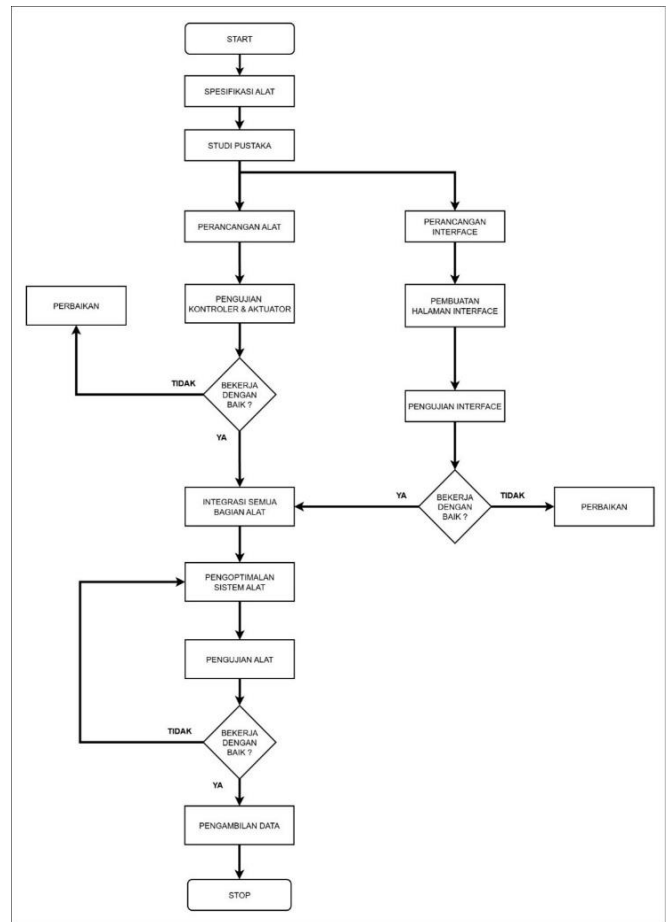 START
SPESIFIKASI ALAT
STUDI PUSTAKA
PERANCANGAN ALAT
PERANCANGAN
INTERFACE
PERBAIKAN
PENGUJIAN
KONTROLER & AKTUATOR
PEMBUATAN
HALAMAN INTERFACE
TIDAK
BEKERJA
DENGAN
BAIK ?
YA
PENGUJIAN INTERFACE
INTEGRASI SEMUA
BAGIAN ALAT
YA
BEKERJA
DENGAN
BAIK ?
TIDAK
PERBAIKAN
PENGOPTIMALAN
SISTEM ALAT
PENGUJIAN ALAT
TIDAK
BEKERJA
DENGAN
BAIK ?
YA
PENGAMBILAN DATA
STOP